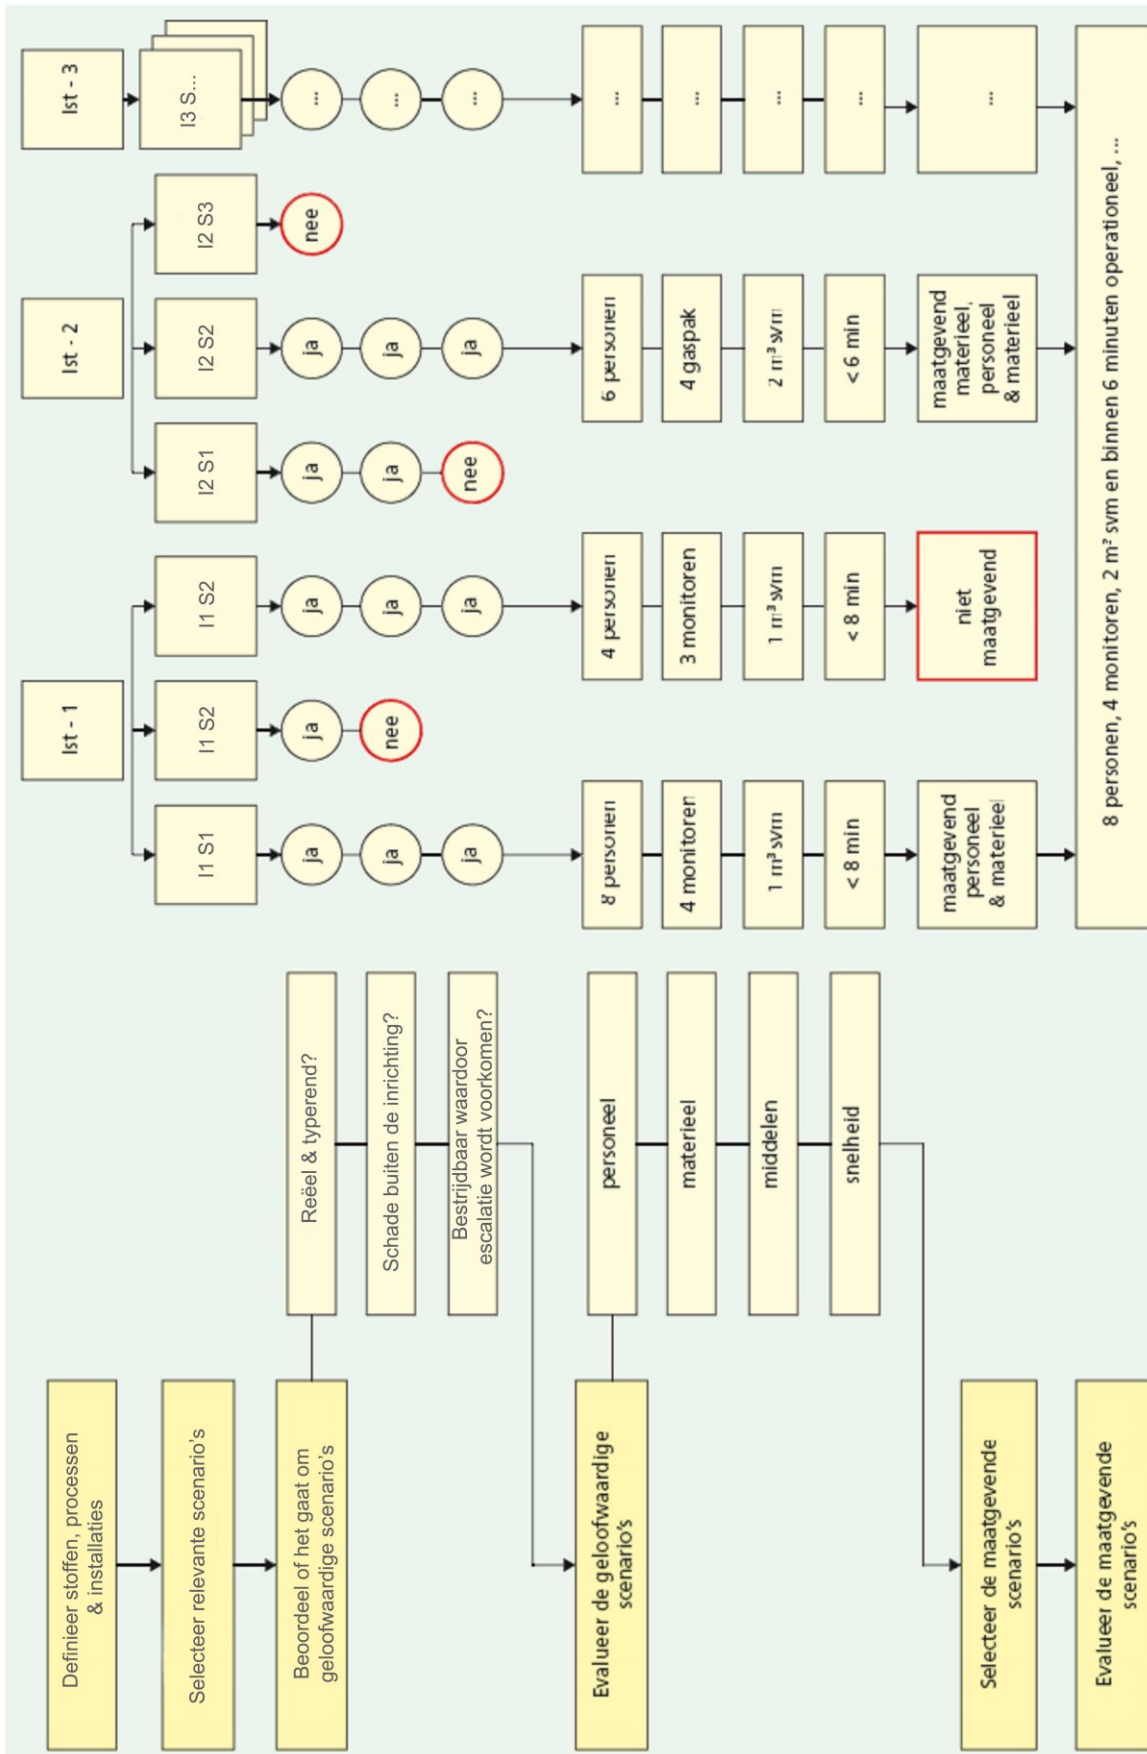 Definieer stoffen, processen
& installaties
Selecteer relevante scenario's
Beoordeel of het gaat om
geloofwaardige scenario's
Evalueer de geloofwaardige
scenario's
Selecteer de maatgevende
scenario's
Evalueer de maatgevende
scenario's
Reëel & typerend?
Schade buiten de inrichting?
Bestrijdbaar waardoor
escalatie wordt voorkomen?
personeel
materieel
middelen
snelheid
Ist - 1
I1 S1
ja
ja
ja
8 personen
4 monitoren
1 m³ svm
< 8 min
maatgevend
personeel
& materieel
I1 S2
ja
nee
I1 S2
ja
ja
ja
4 personen
3 monitoren
1 m³ svm
< 8 min
niet
maatgevend
Ist - 2
I2 S1
ja
ja
nee
I2 S2
ja
ja
ja
6 personen
4 gaspak
2 m³ svm
< 6 min
maatgevend
materieel,
personeel
& materieel
I2 S3
nee
Ist - 3
I3 S...
...
...
...
...
...
...
...
...
8 personen, 4 monitoren, 2 m² svm en binnen 6 minuten operationeel, ...